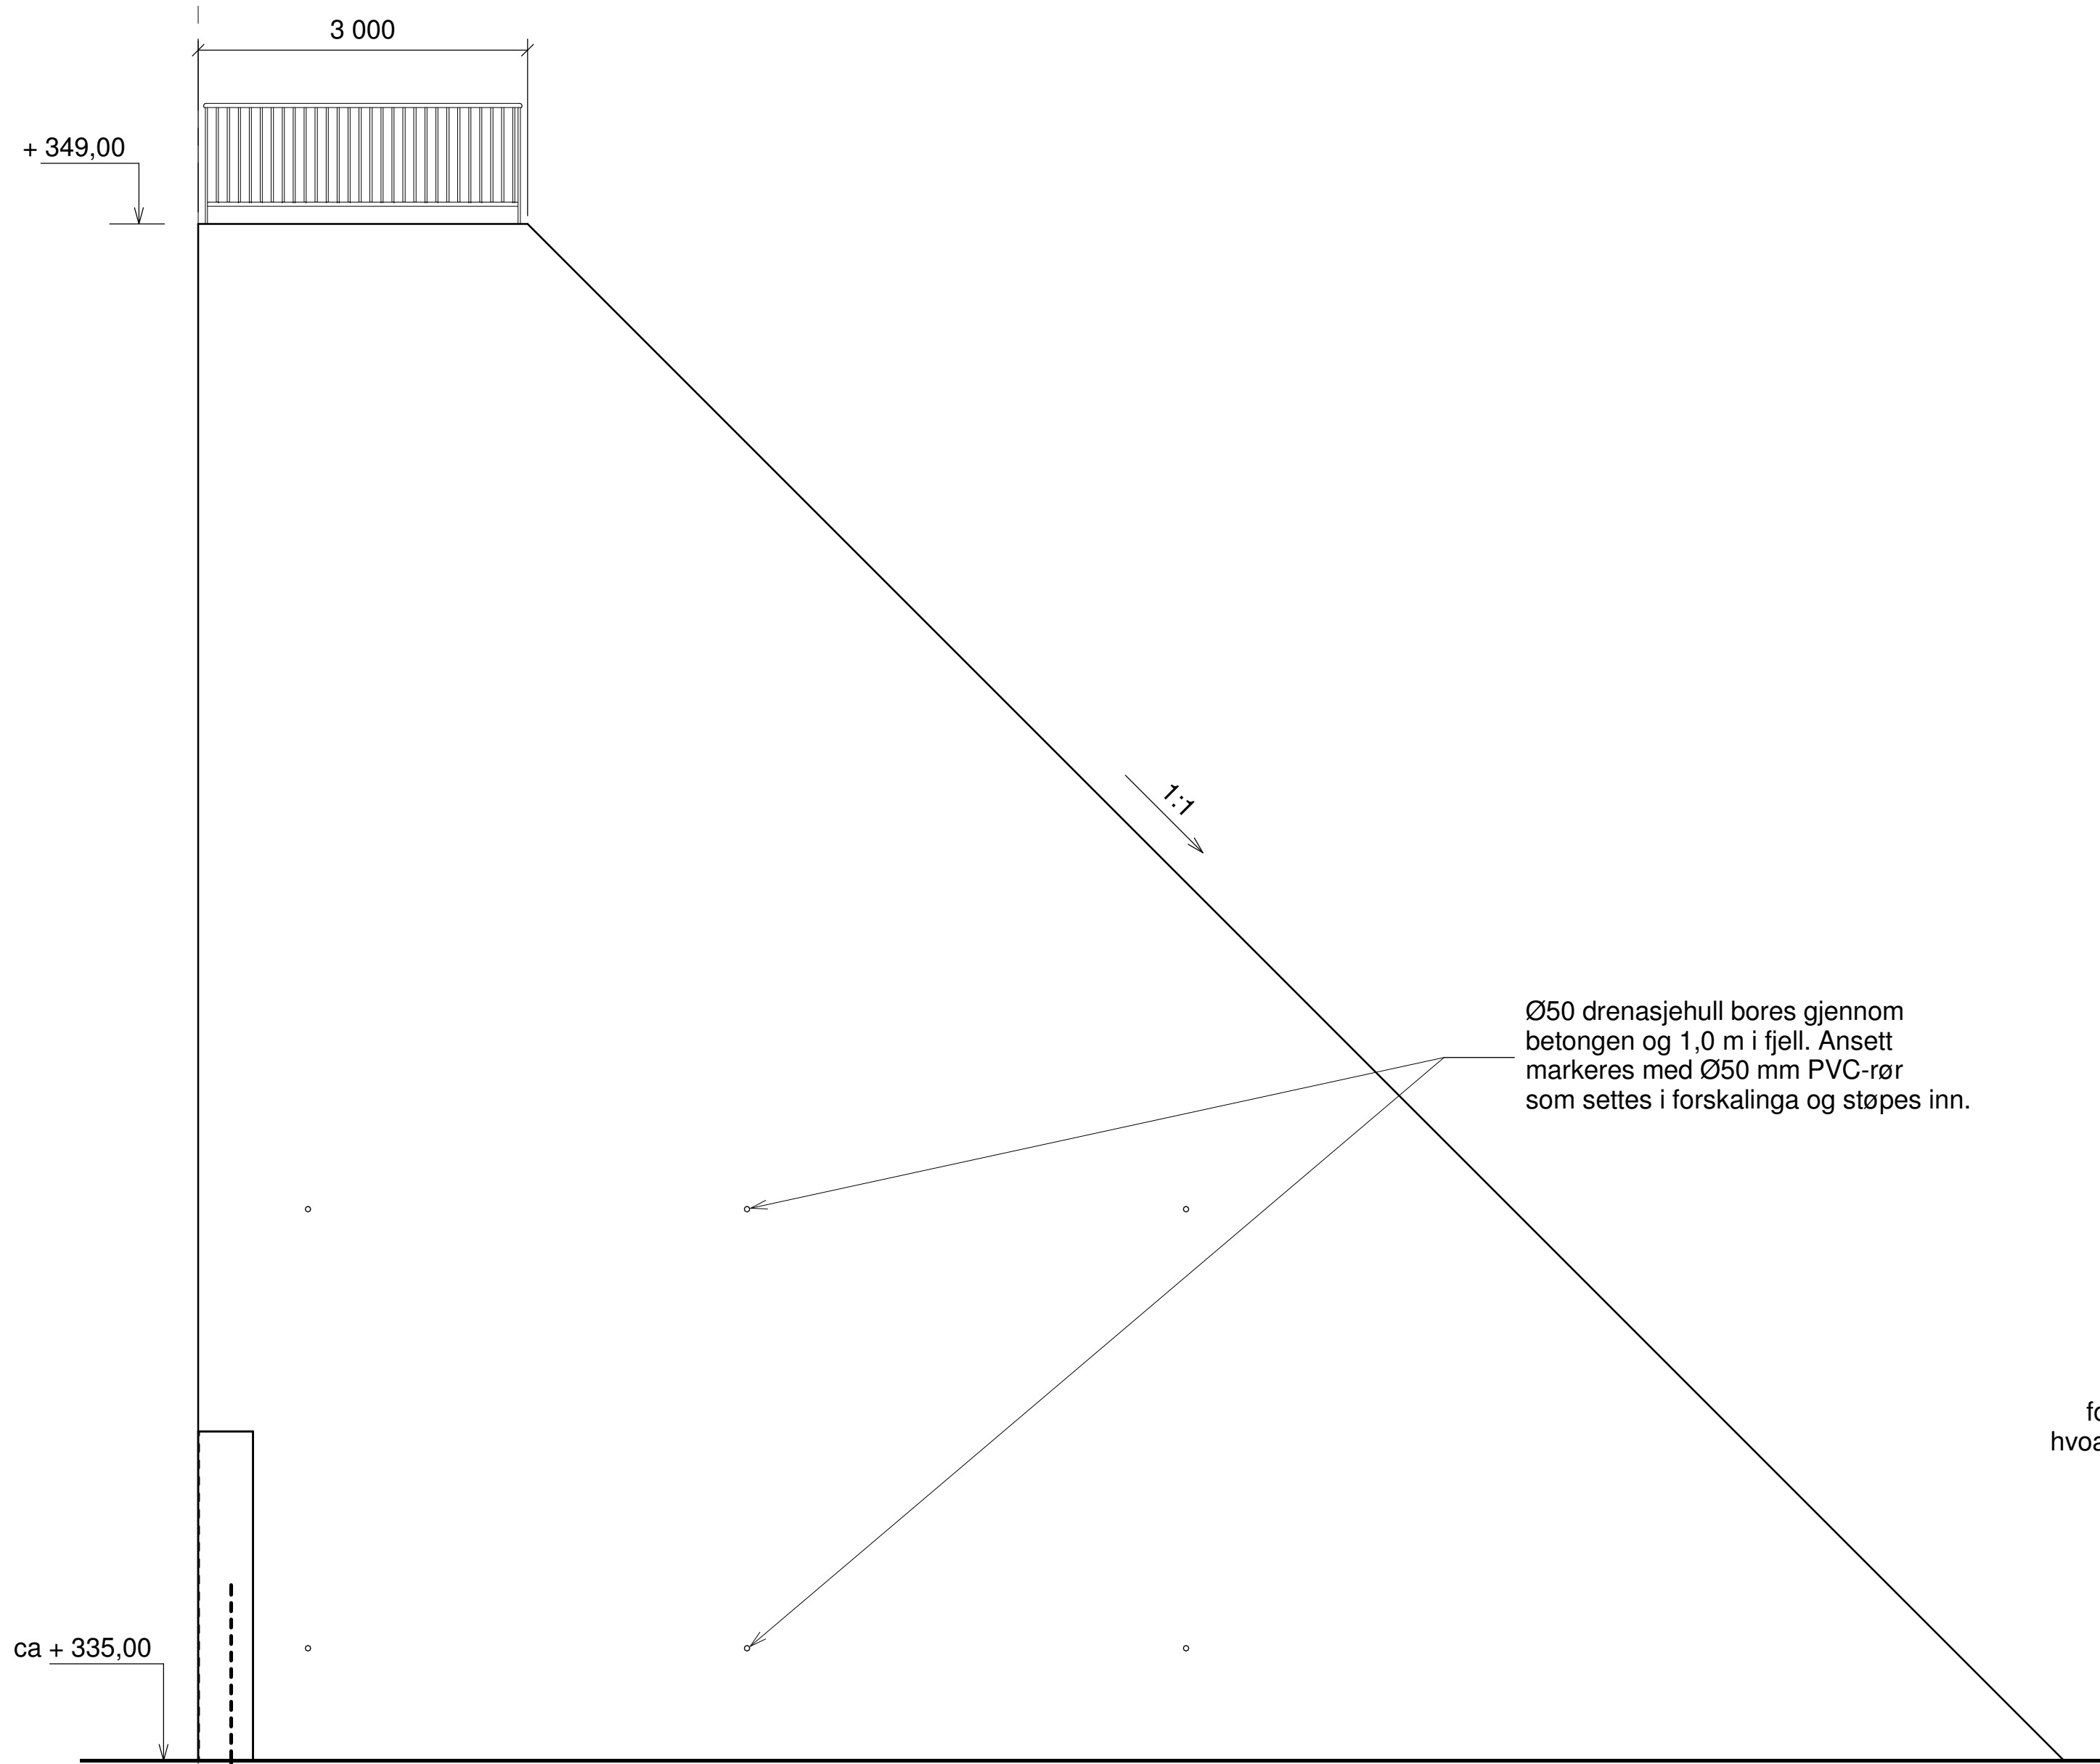 3 000
+ 349,00
1:1
Ø50 drenasjehull bores gjennom
betongen og 1,0 m i fjell. Ansett
markeres med Ø50 mm PVC-rør
som settes i forskalinga og støpes inn.
ca + 335,00